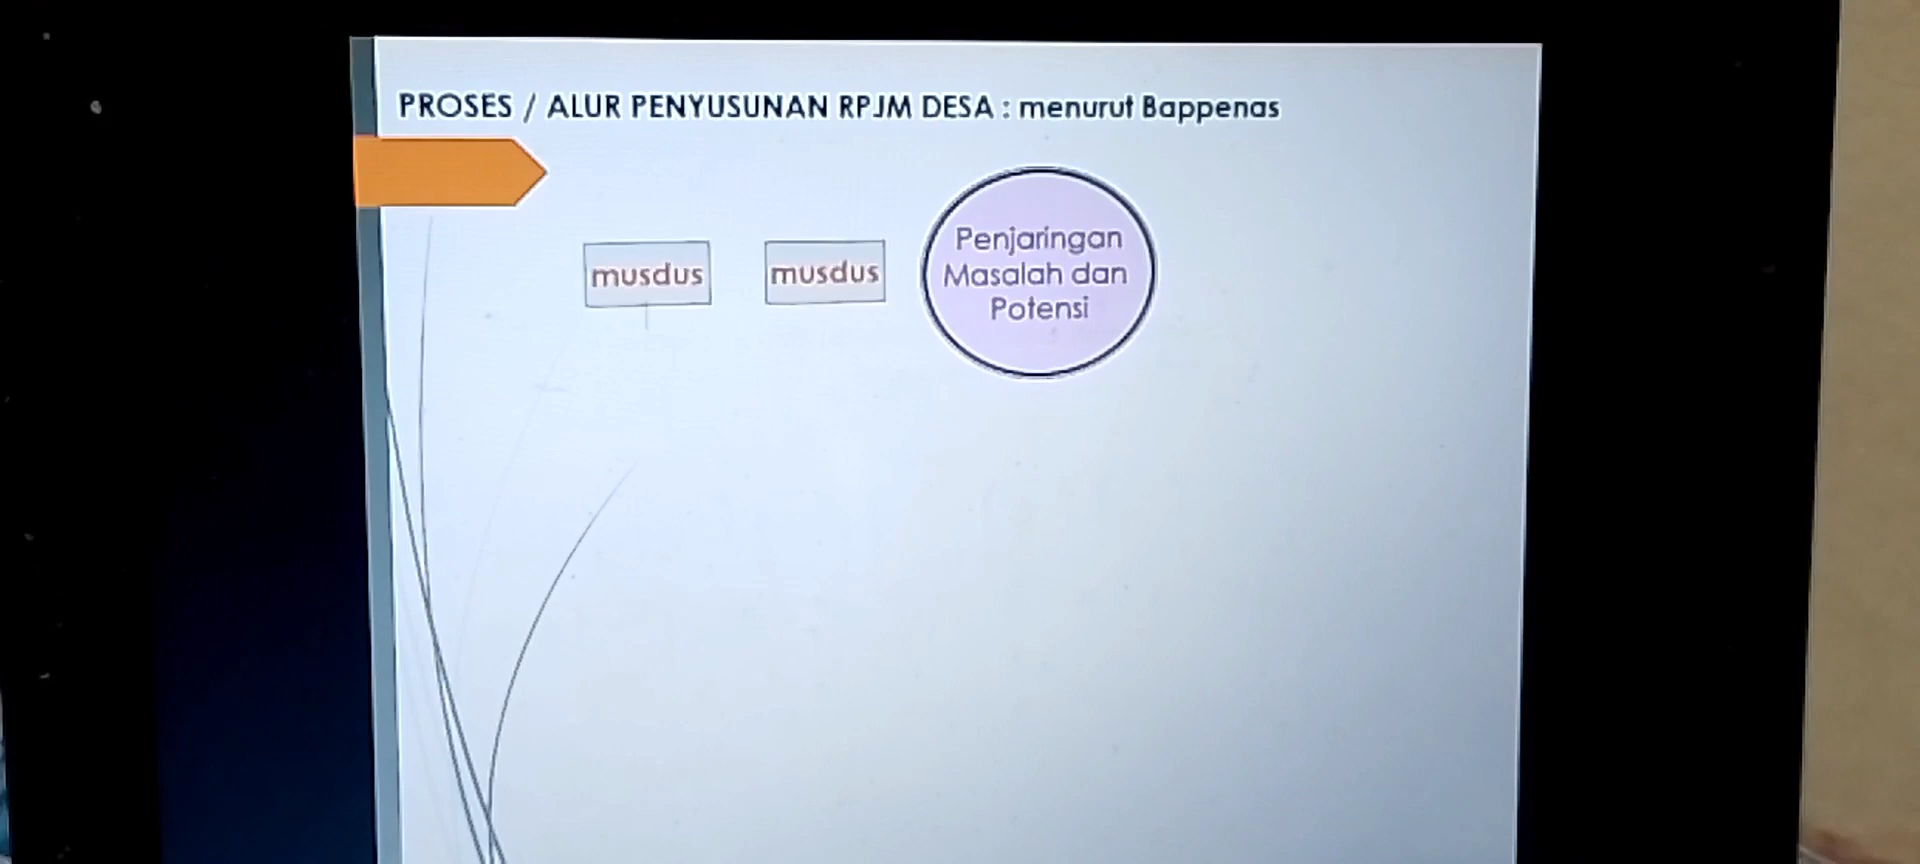 PROSES / ALUR PENYUSUNAN RPJM DESA : menurut Bappenas
musdus
musdus
Penjaringan
Masalah dan
Potensi